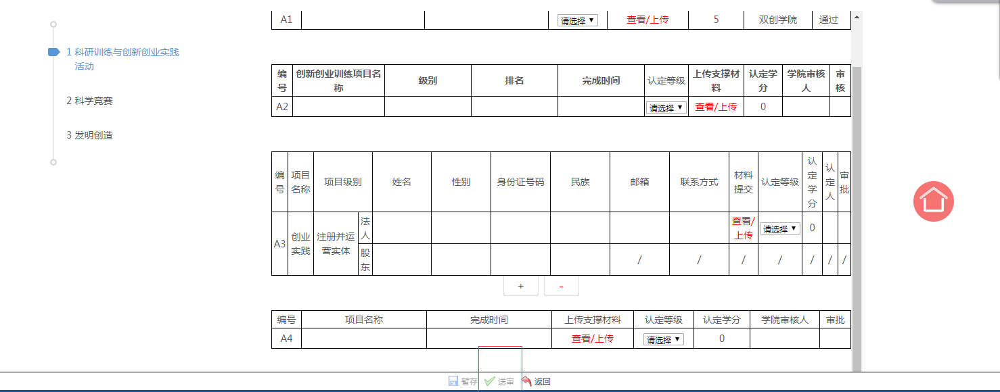 A1 请选择 ▼ 查看/上传 5 双创学院 通过
1 科研训练与创新创业实践
活动
2 科学竞赛
3 发明创造
编号 创新创业训练项目名称 级别 排名 完成时间 认定等级 上传支撑材料 认定学分 学院审核人 审核
A2 请选择 ▼ 查看/上传 0
编号 项目名称 项目级别 姓名 性别 身份证号码 民族 邮箱 联系方式 材料提交 认定等级 认定学分 认定人 审批
A3 创业实践 注册并运营实体 法人 查看/上传 请选择 ▼ 0
股东 / / / / / / /
+ -
编号 项目名称 完成时间 上传支撑材料 认定等级 认定学分 学院审核人 审批
A4 查看/上传 请选择 ▼ 0
暂存 送审 返回